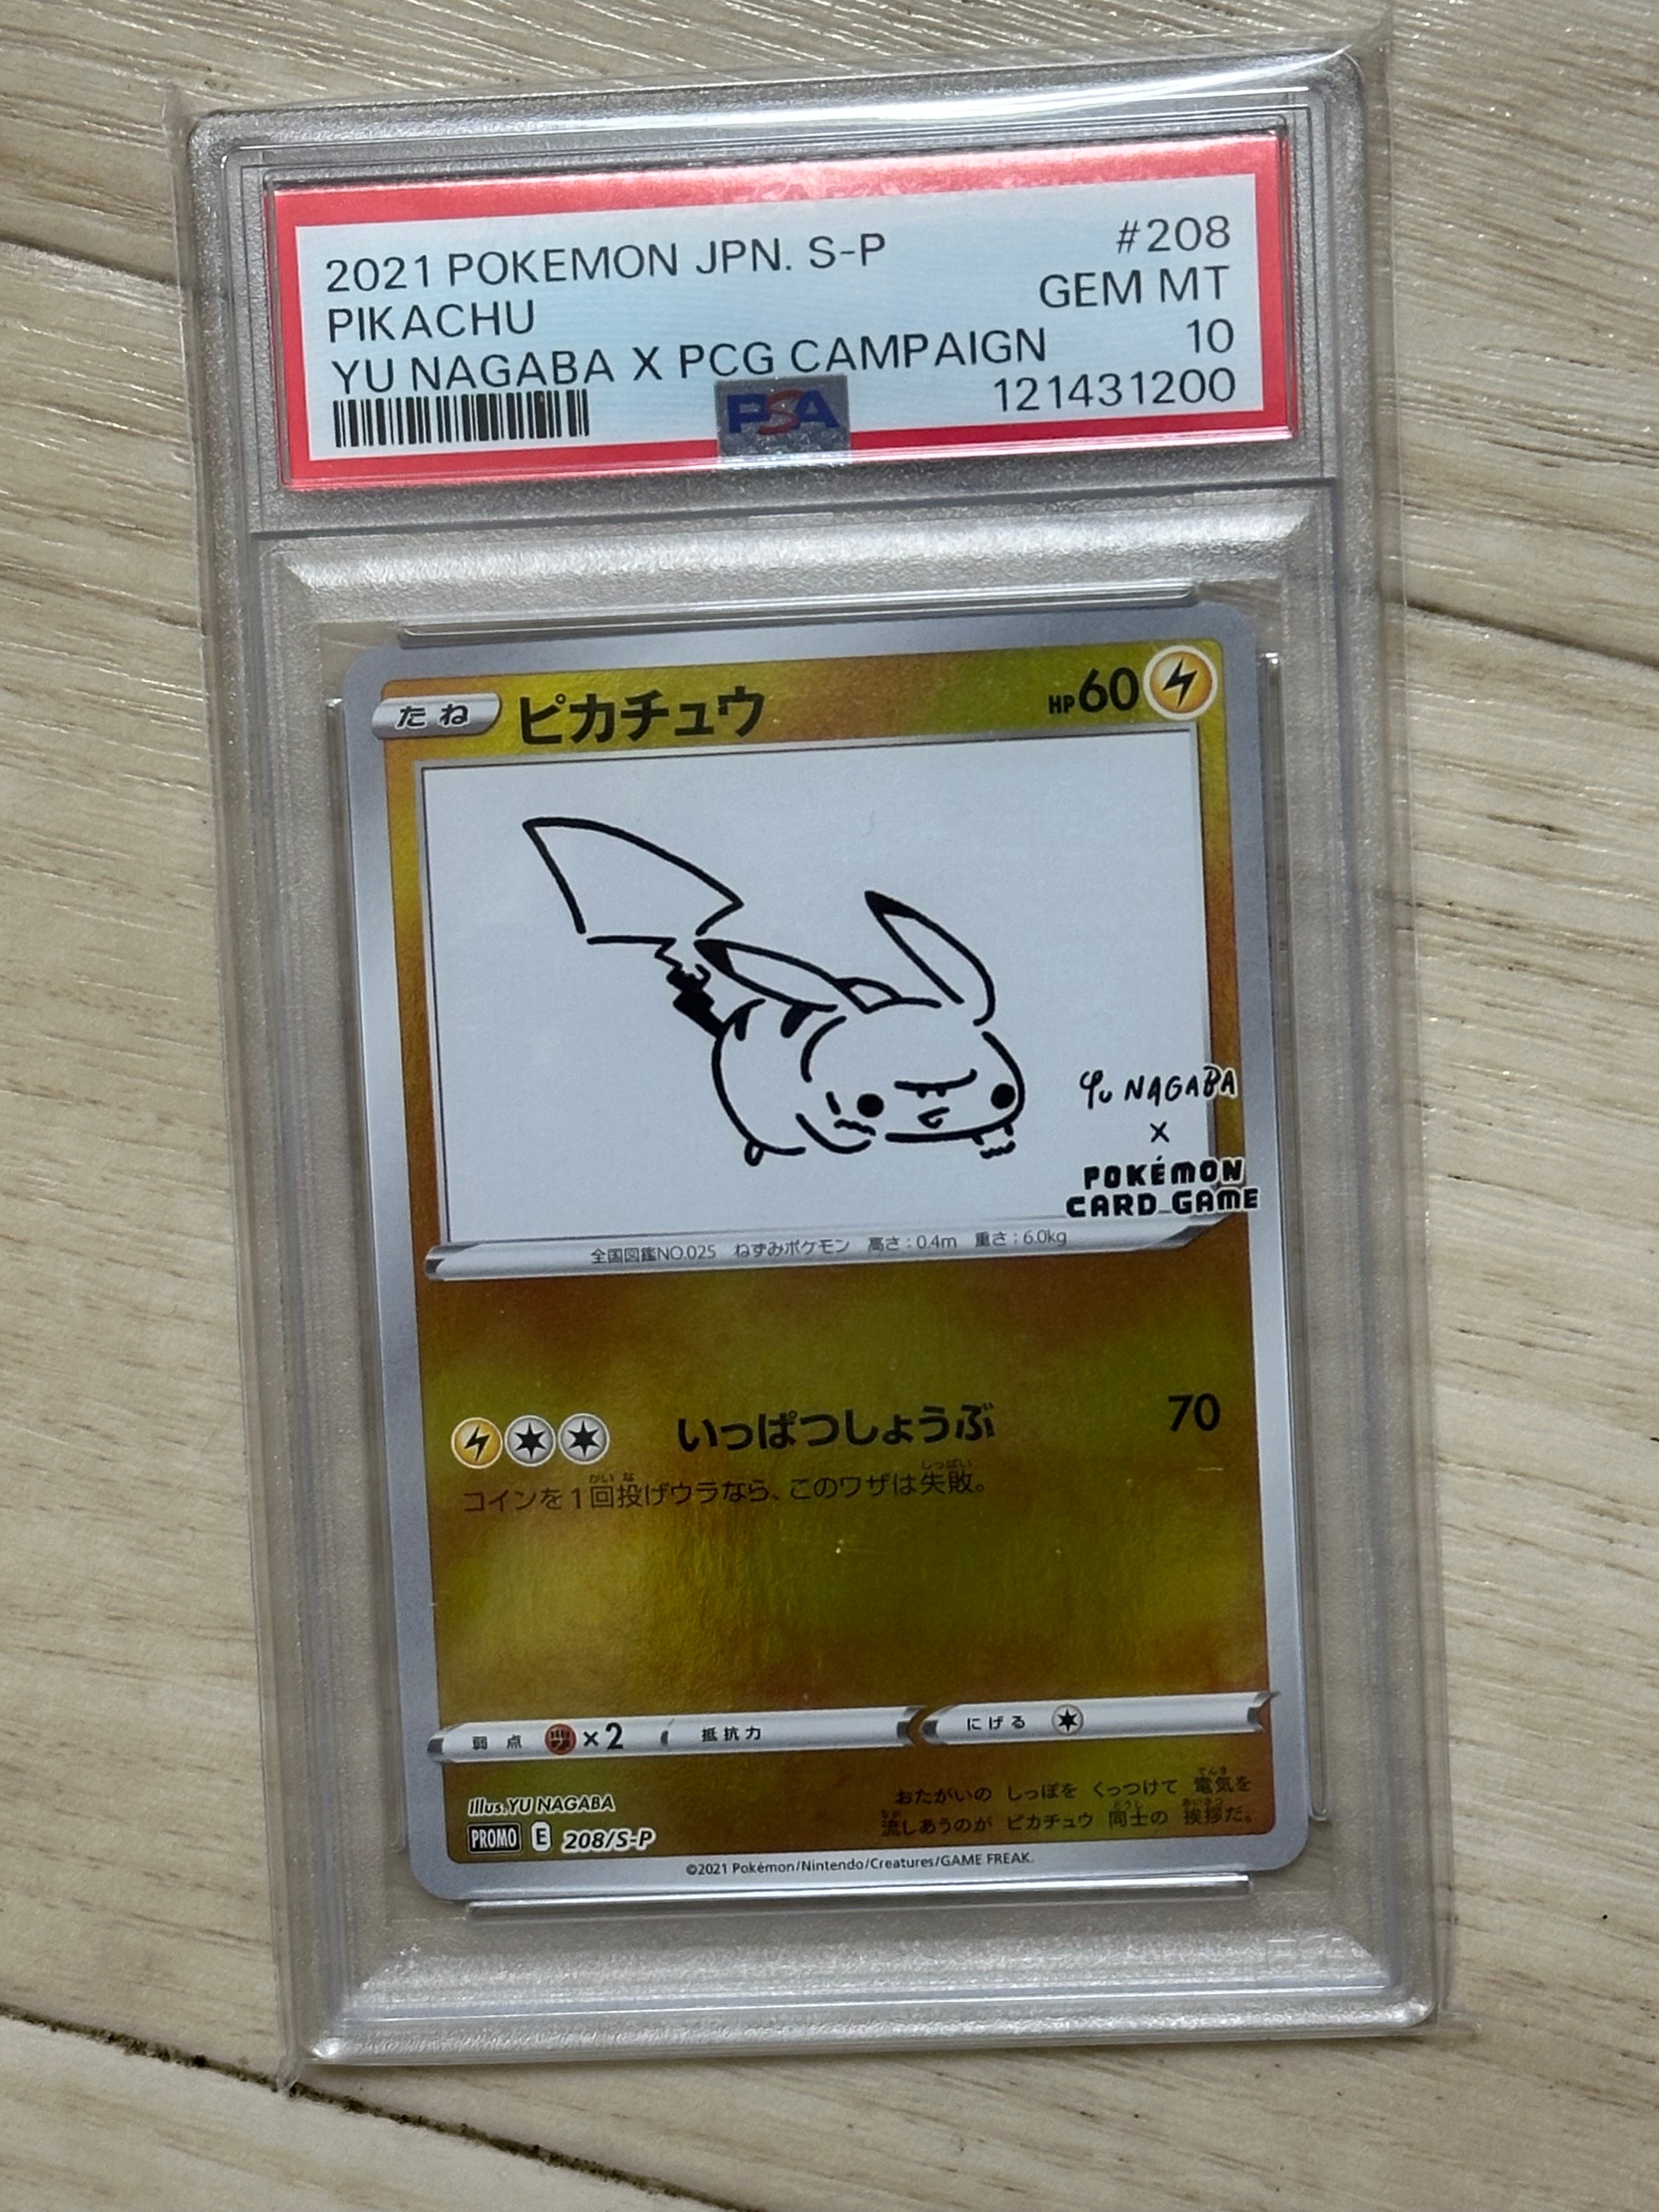 2021 POKEMON JPN. S-P #208
PIKACHU GEM MT
YU NAGABA X PCG CAMPAIGN 10
PSA 121431200
たね ピカチュウ HP60
YU NAGABA
×
POKÉMON
CARD GAME
全国図鑑NO.025 ねずみポケモン 高さ:0.4m 重さ:6.0kg
いっぱつしょうぶ 70
コインを1回投げウラなら、このワザは失敗。
弱点 ×2 抵抗力 にげる
おたがいの しっぽを くっつけて 電気を
流しあうのが ピカチュウ 同士の 挨拶だ。
Illus.YU NAGABA
PROMO E 208/S-P
©2021 Pokémon/Nintendo/Creatures/GAME FREAK.